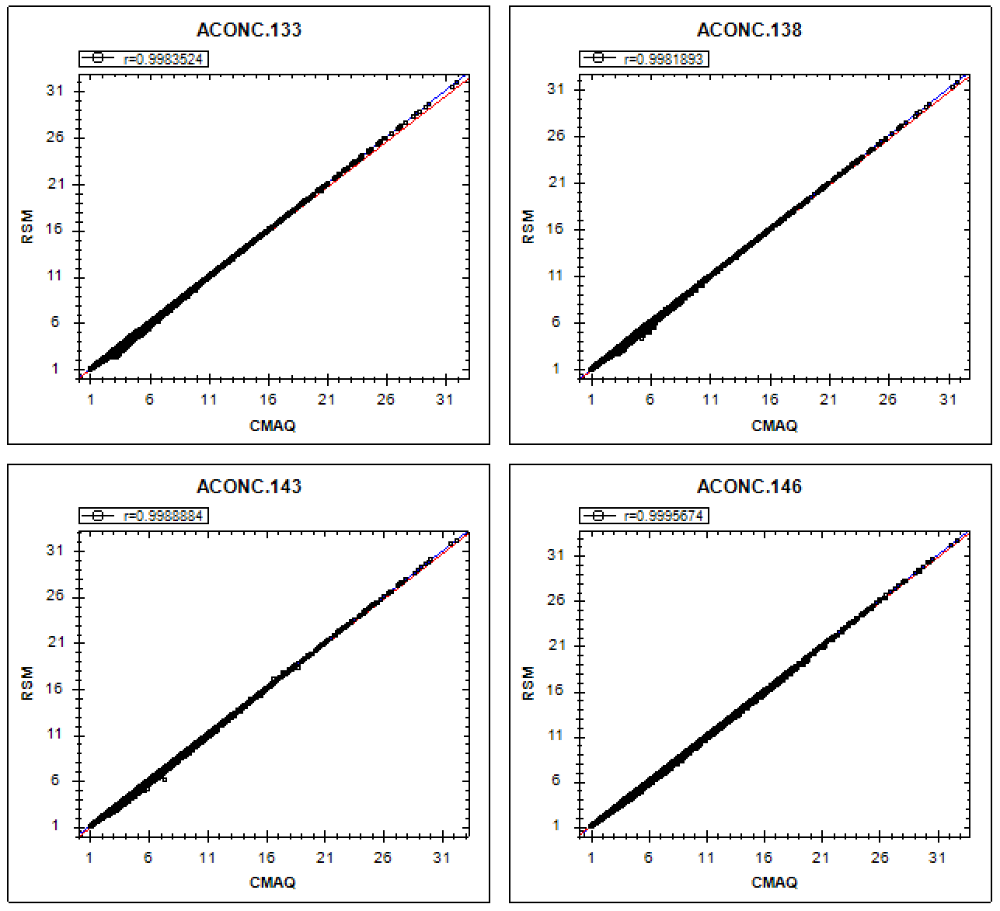 ACONC.133
r=0.9983524
31
26
21
16
11
6
1
RSM
1 6 11 16 21 26 31
CMAQ
ACONC.138
r=0.9981893
31
26
21
16
11
6
1
RSM
1 6 11 16 21 26 31
CMAQ
ACONC.143
r=0.9988884
31
26
21
16
11
6
1
RSM
1 6 11 16 21 26 31
CMAQ
ACONC.146
r=0.9995674
31
26
21
16
11
6
1
RSM
1 6 11 16 21 26 31
CMAQ